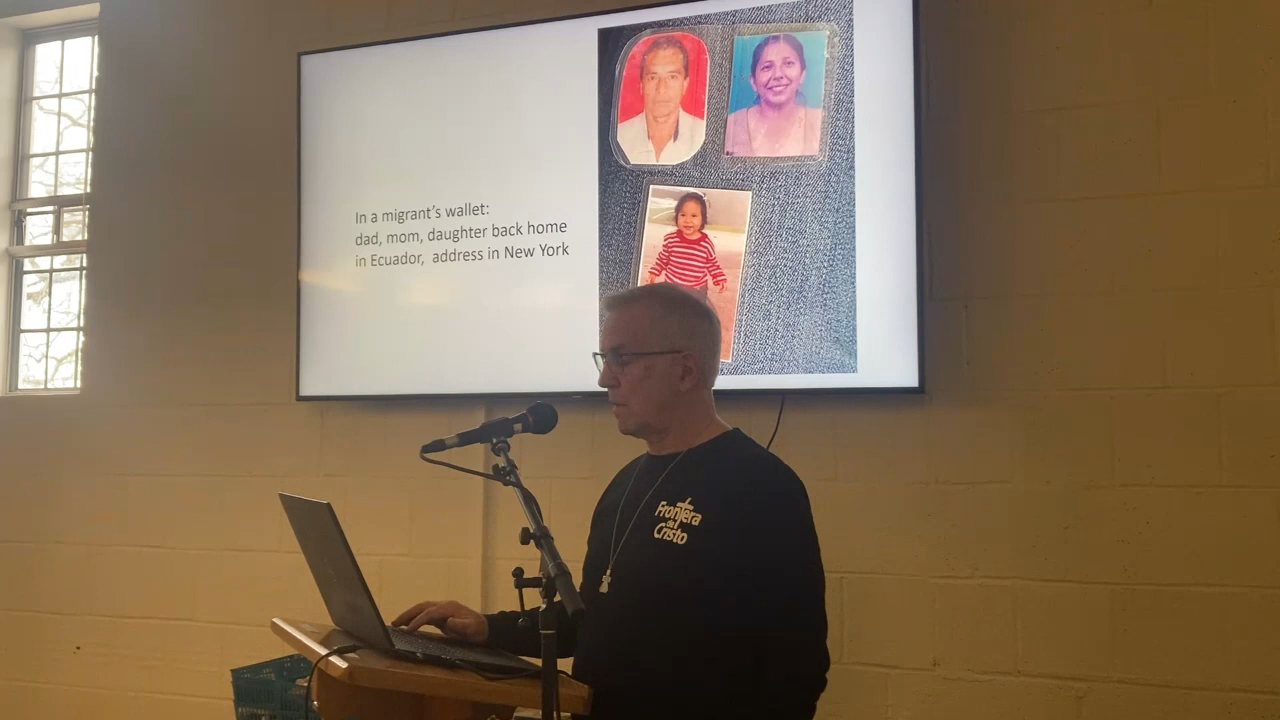 In a migrant's wallet:
dad, mom, daughter back home
in Ecuador, address in New York
Frontera
de
Cristo